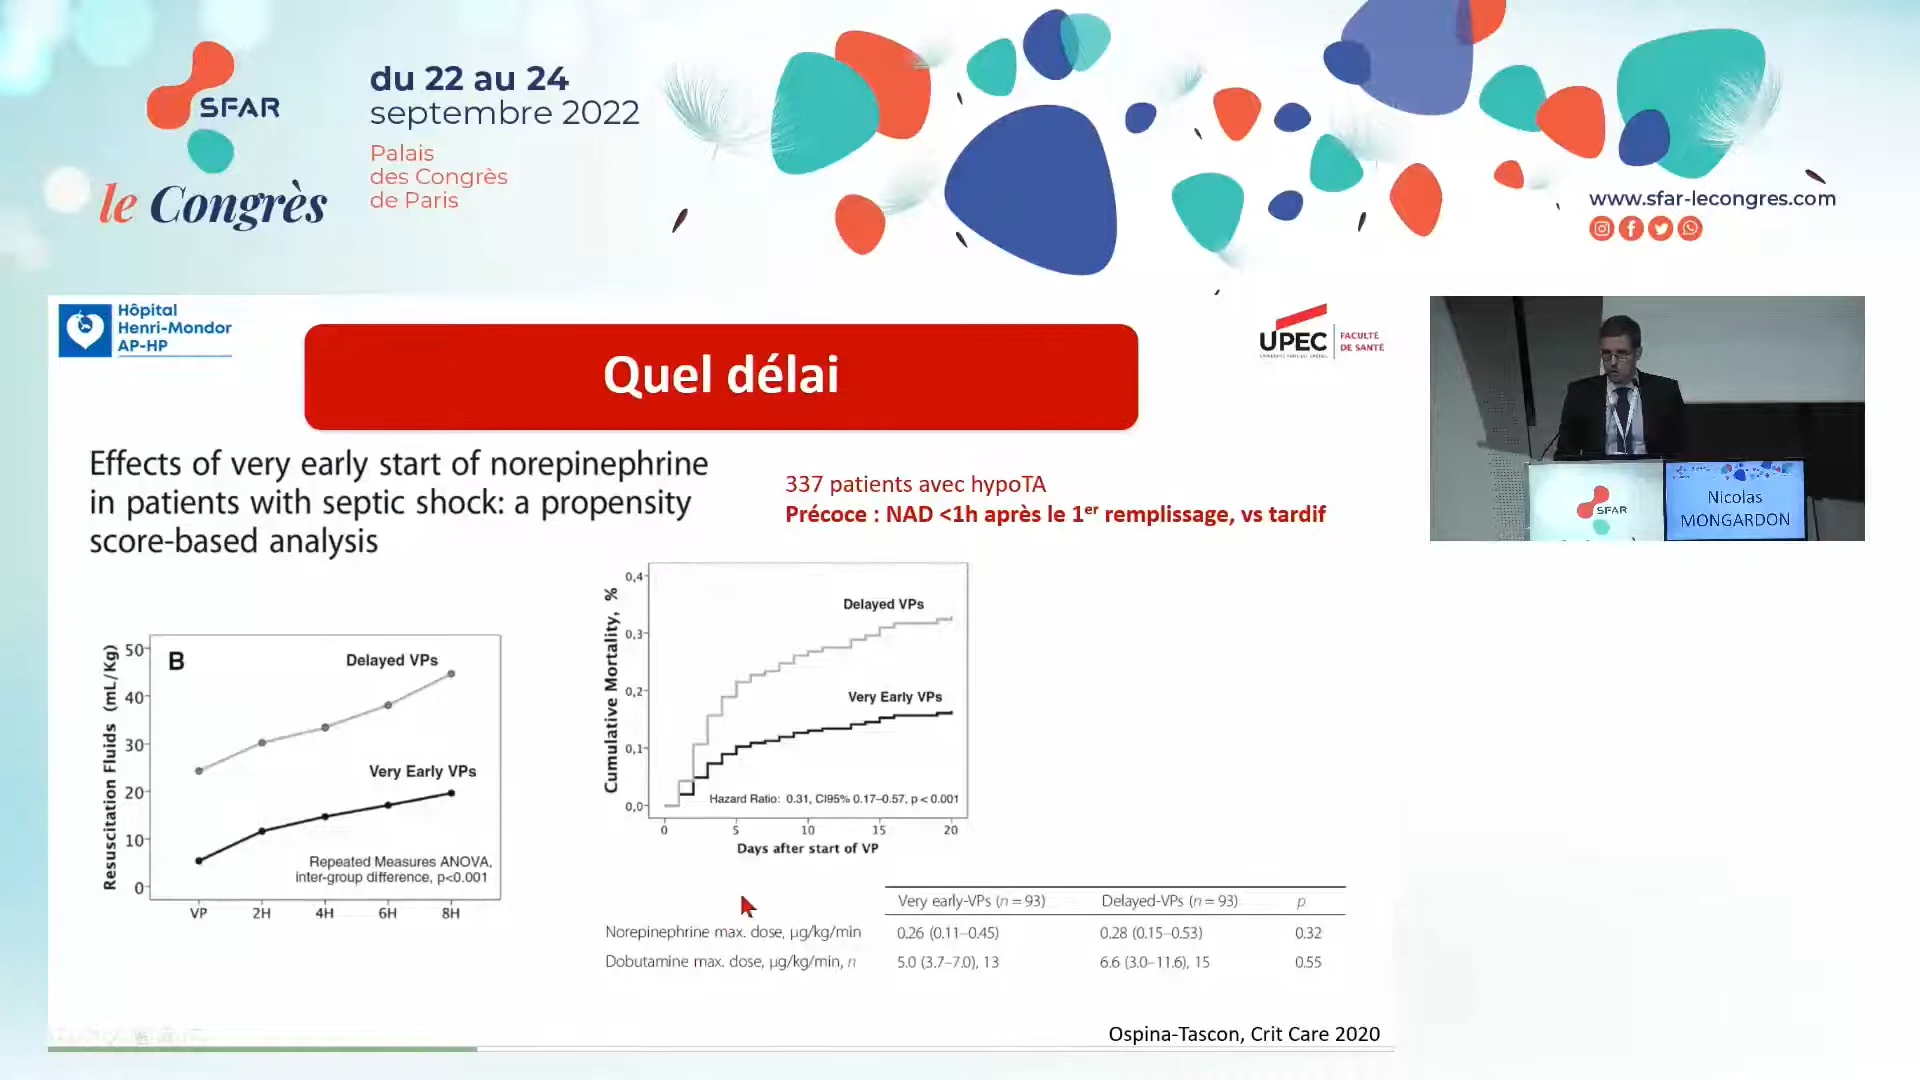 SFAR
le Congrès
du 22 au 24
septembre 2022
Palais
des Congrès
de Paris
www.sfar-lecongres.com
Hôpital
Henri-Mondor
AP-HP
Quel délai
UPEC
FACULTÉ
DE SANTÉ
Effects of very early start of norepinephrine
in patients with septic shock: a propensity
score-based analysis
337 patients avec hypoTA
Précoce : NAD <1h après le 1er remplissage, vs tardif
SFAR
Nicolas
MONGARDON
B
Resuscitation Fluids (mL/Kg)
50
40
30
20
10
0
Delayed VPs
Very Early VPs
Repeated Measures ANOVA,
inter-group difference, p<0.001
VP 2H 4H 6H 8H
Cumulative Mortality, %
0,4
0,3
0,2
0,1
0,0
Delayed VPs
Very Early VPs
Hazard Ratio: 0.31, CI95% 0.17–0.57, p < 0.001
0 5 10 15 20
Days after start of VP
Very early-VPs (n = 93) Delayed-VPs (n = 93) p
Norepinephrine max. dose, µg/kg/min 0.26 (0.11–0.45) 0.28 (0.15–0.53) 0.32
Dobutamine max. dose, µg/kg/min, n 5.0 (3.7–7.0), 13 6.6 (3.0–11.6), 15 0.55
Ospina-Tascon, Crit Care 2020